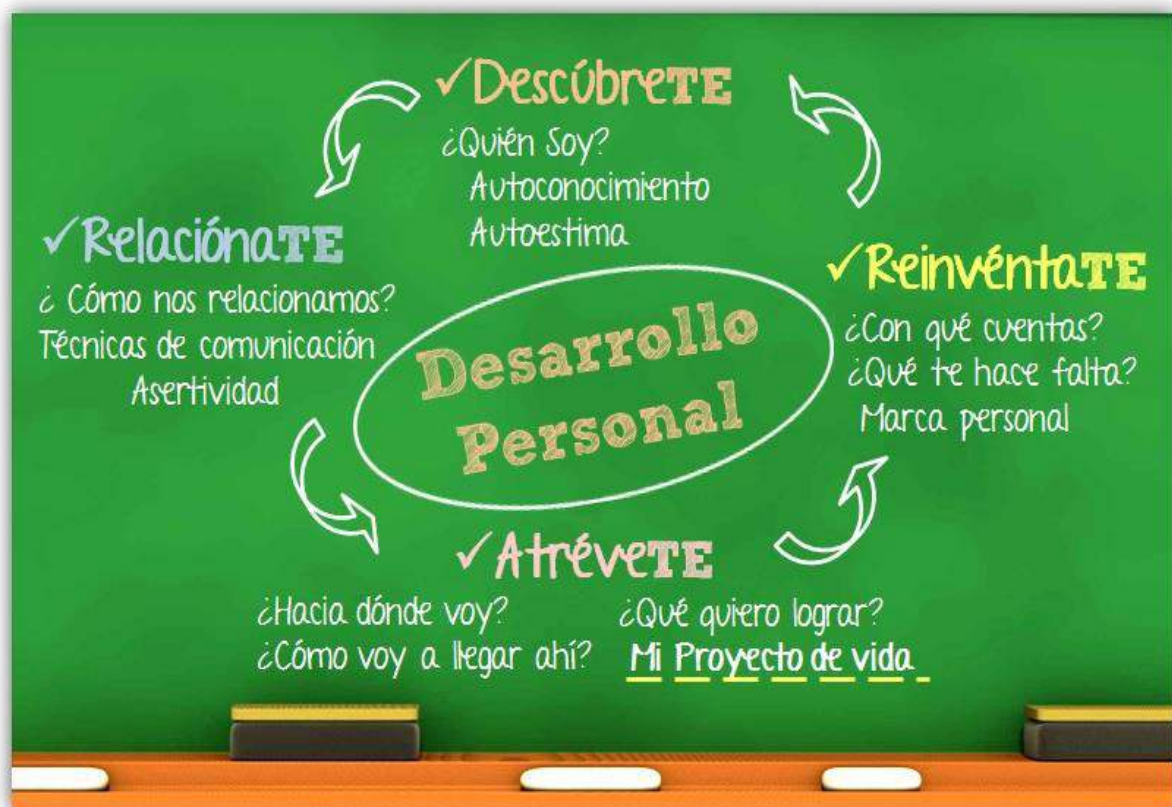 ✓DescúbreTE
¿Quién Soy?
Autoconocimiento
Autoestima
✓RelaciónaTE
¿ Cómo nos relacionamos?
Técnicas de comunicación
Asertividad
✓ReinvéntaTE
¿Con qué cuentas?
¿Qué te hace falta?
Marca personal
Desarrollo
Personal
✓AtréveTE
¿Hacia dónde voy? ¿Qué quiero lograr?
¿Cómo voy a llegar ahí? Mi Proyecto de vida